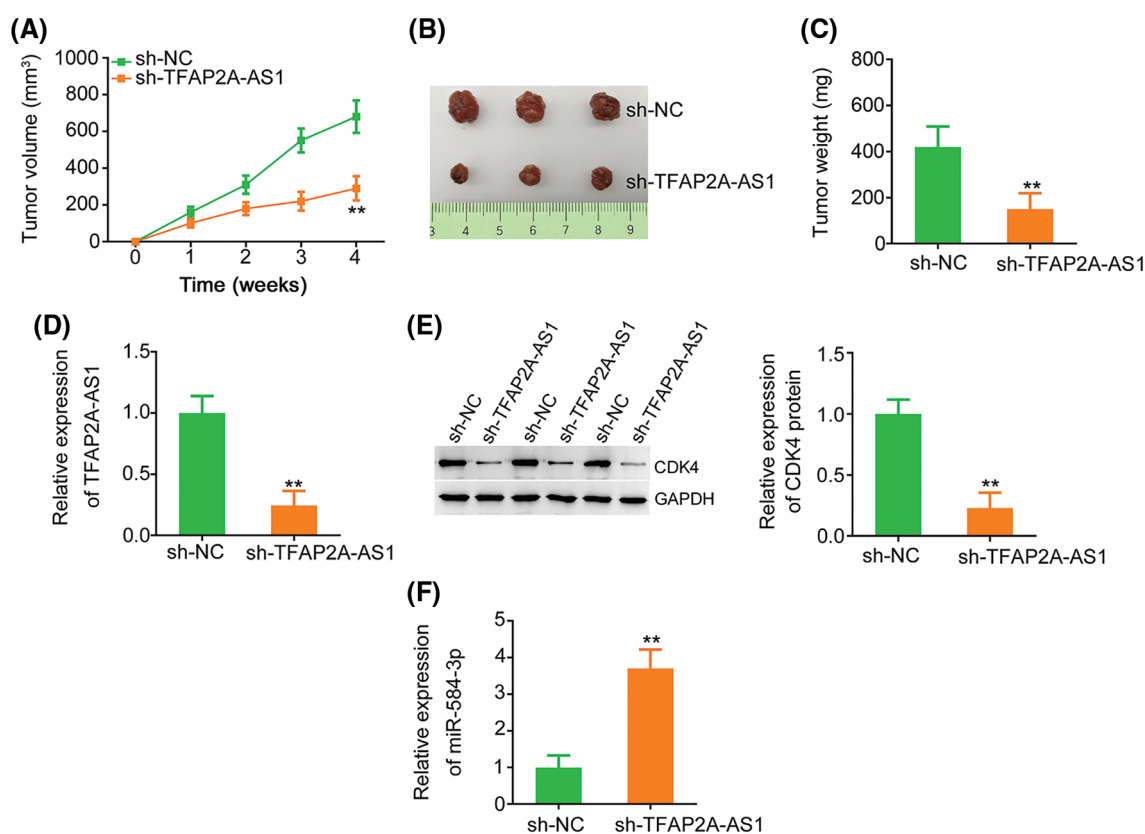 (A)
sh-NC
sh-TFAP2A-AS1
Tumor volume (mm³)
1000
800
600
400
200
0
0 1 2 3 4
**
Time (weeks)
(B)
sh-NC
sh-TFAP2A-AS1
3 4 5 6 7 8 9
(C)
Tumor weight (mg)
800
600
400
200
0
**
sh-NC sh-TFAP2A-AS1
(D)
Relative expression
of TFAP2A-AS1
1.5
1.0
0.5
0.0
**
sh-NC sh-TFAP2A-AS1
(E)
sh-NC
sh-TFAP2A-AS1
sh-NC
sh-TFAP2A-AS1
sh-NC
sh-TFAP2A-AS1
CDK4
GAPDH
Relative expression
of CDK4 protein
1.5
1.0
0.5
0.0
**
sh-NC sh-TFAP2A-AS1
(F)
Relative expression
of miR-584-3p
5
4
3
2
1
0
**
sh-NC sh-TFAP2A-AS1